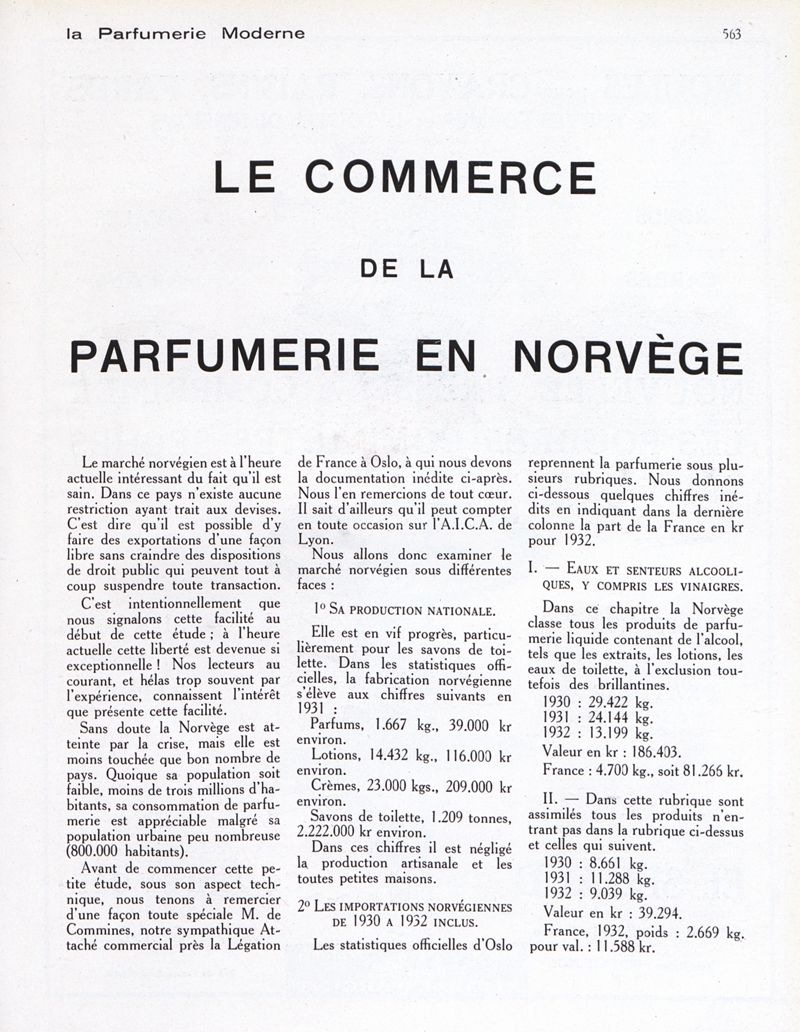 la Parfumerie Moderne
563
LE COMMERCE
DE LA
PARFUMERIE EN NORVÈGE
Le marché norvégien est à l'heure
actuelle intéressant du fait qu'il est
sain. Dans ce pays n'existe aucune
restriction ayant trait aux devises.
C'est dire qu'il est possible d'y
faire des exportations d'une façon
libre sans craindre des dispositions
de droit public qui peuvent tout à
coup suspendre toute transaction.
C'est intentionnellement que
nous signalons cette facilité au
début de cette étude ; à l'heure
actuelle cette liberté est devenue si
exceptionnelle ! Nos lecteurs au
courant, et hélas trop souvent par
l'expérience, connaissent l'intérêt
que présente cette facilité.
Sans doute la Norvège est at-
teinte par la crise, mais elle est
moins touchée que bon nombre de
pays. Quoique sa population soit
faible, moins de trois millions d'ha-
bitants, sa consommation de parfu-
merie est appréciable malgré sa
population urbaine peu nombreuse
(800.000 habitants).
Avant de commencer cette pe-
tite étude, sous son aspect tech-
nique, nous tenons à remercier
d'une façon toute spéciale M. de
Commines, notre sympathique At-
taché commercial près la Légation
de France à Oslo, à qui nous devons
la documentation inédite ci-après.
Nous l'en remercions de tout cœur.
Il sait d'ailleurs qu'il peut compter
en toute occasion sur l'A.I.C.A. de
Lyon.
Nous allons donc examiner le
marché norvégien sous différentes
faces :
1º SA PRODUCTION NATIONALE.
Elle est en vif progrès, particu-
lièrement pour les savons de toi-
lette. Dans les statistiques offi-
cielles, la fabrication norvégienne
s'élève aux chiffres suivants en
1931 :
Parfums, 1.667 kg., 39.000 kr
environ.
Lotions, 14.432 kg., 116.000 kr
environ.
Crèmes, 23.000 kgs., 209.000 kr
environ.
Savons de toilette, 1.209 tonnes,
2.222.000 kr environ.
Dans ces chiffres il est négligé
la production artisanale et les
toutes petites maisons.
2º LES IMPORTATIONS NORVÉGIENNES
DE 1930 A 1932 INCLUS.
Les statistiques officielles d'Oslo
reprennent la parfumerie sous plu-
sieurs rubriques. Nous donnons
ci-dessous quelques chiffres iné-
dits en indiquant dans la dernière
colonne la part de la France en kr
pour 1932.
I. — EAUX ET SENTEURS ALCOOLI-
QUES, Y COMPRIS LES VINAIGRES.
Dans ce chapitre la Norvège
classe tous les produits de parfu-
merie liquide contenant de l'alcool,
tels que les extraits, les lotions, les
eaux de toilette, à l'exclusion tou-
tefois des brillantines.
1930 : 29.422 kg.
1931 : 24.144 kg.
1932 : 13.199 kg.
Valeur en kr : 186.403.
France : 4.700 kg., soit 81.266 kr.
II. — Dans cette rubrique sont
assimilés tous les produits n'en-
trant pas dans la rubrique ci-dessus
et celles qui suivent.
1930 : 8.661 kg.
1931 : 11.288 kg.
1932 : 9.039 kg.
Valeur en kr : 39.294.
France, 1932, poids : 2.669 kg.
pour val. : 11.588 kr.